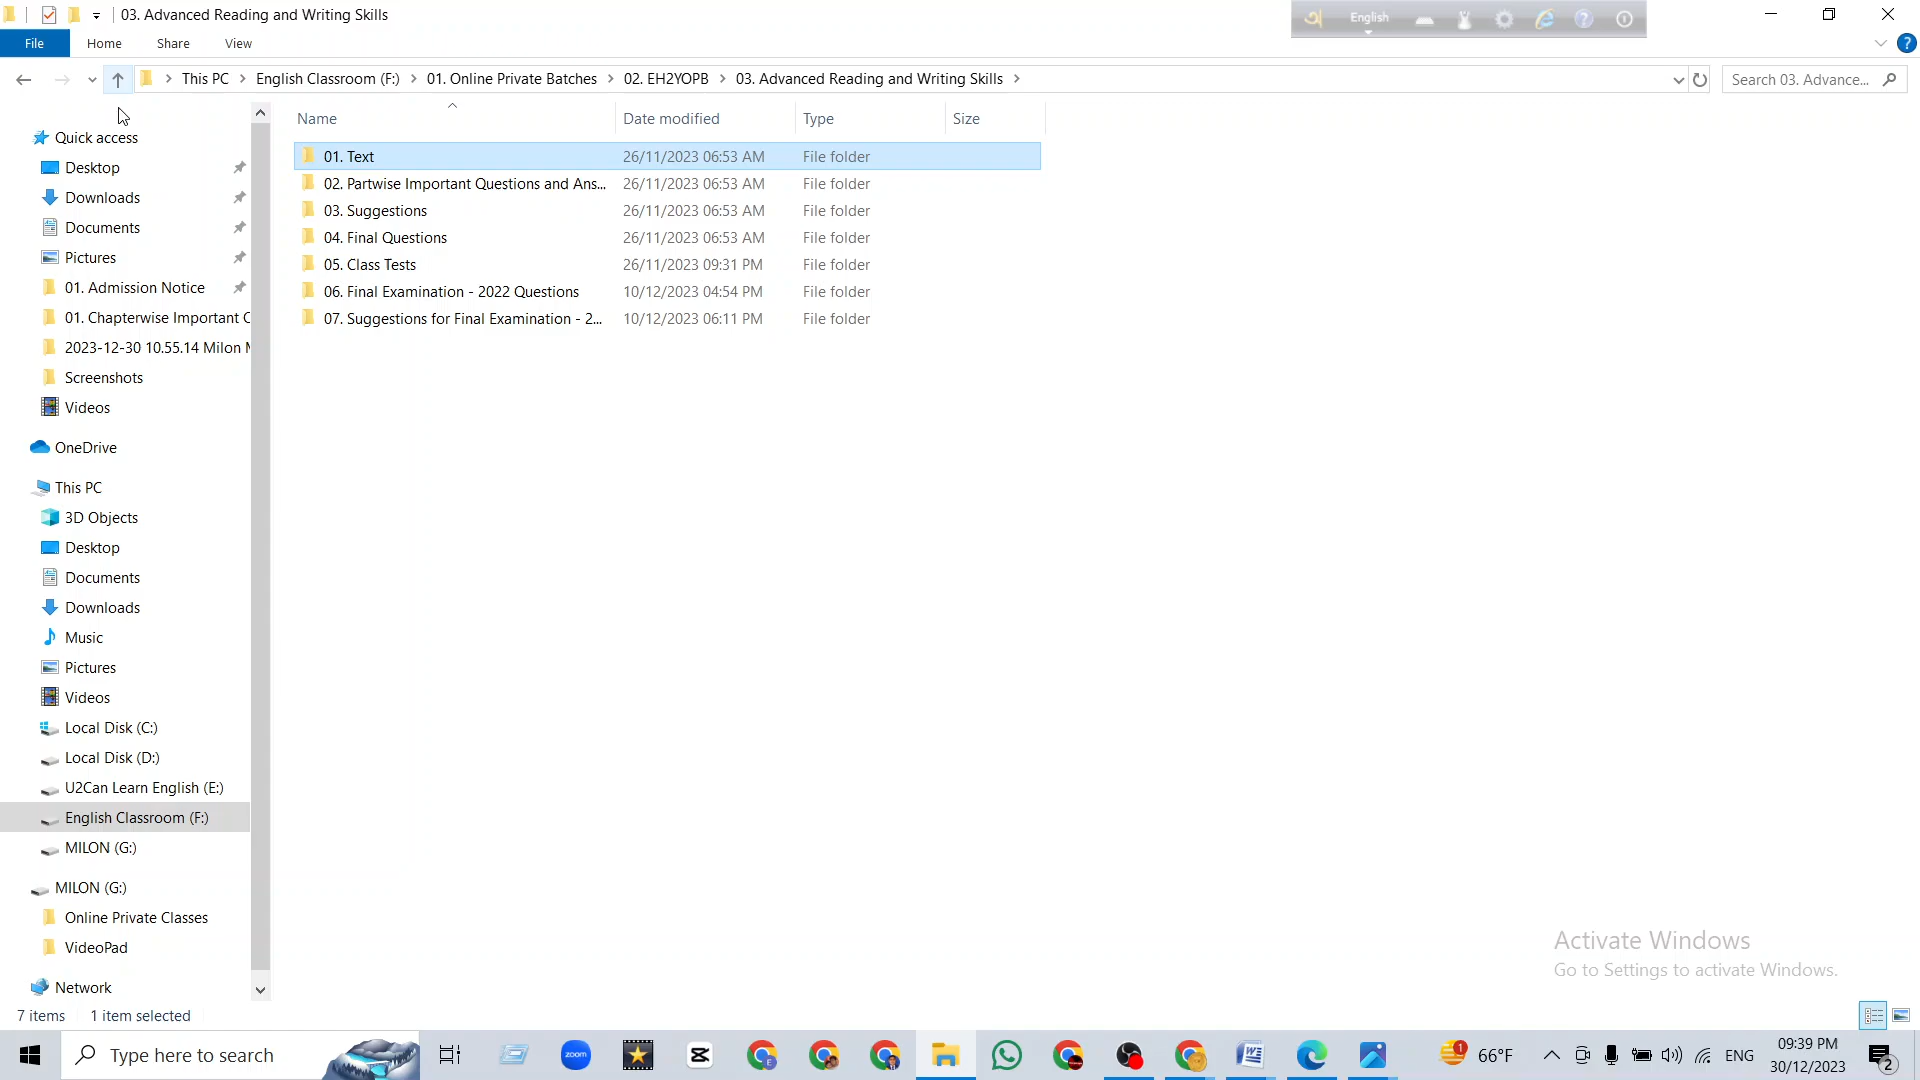 03. Advanced Reading and Writing Skills
English
File Home Share View
This PC English Classroom (F:) 01. Online Private Batches 02. EH2YOPB 03. Advanced Reading and Writing Skills
Search 03. Advance...
Name Date modified Type Size
Quick access
Desktop
Downloads
Documents
Pictures
01. Admission Notice
01. Chapterwise Important
2023-12-30 10.55.14 Milon
Screenshots
Videos
OneDrive
This PC
3D Objects
Desktop
Documents
Downloads
Music
Pictures
Videos
Local Disk (C:)
Local Disk (D:)
U2Can Learn English (E:)
English Classroom (F:)
MILON (G:)
MILON (G:)
Online Private Classes
VideoPad
Network
01. Text 26/11/2023 06:53 AM File folder
02. Partwise Important Questions and Ans... 26/11/2023 06:53 AM File folder
03. Suggestions 26/11/2023 06:53 AM File folder
04. Final Questions 26/11/2023 06:53 AM File folder
05. Class Tests 26/11/2023 09:31 PM File folder
06. Final Examination - 2022 Questions 10/12/2023 04:54 PM File folder
07. Suggestions for Final Examination - 2... 10/12/2023 06:11 PM File folder
Activate Windows
Go to Settings to activate Windows.
7 items 1 item selected
Type here to search
zoom
1
66°F
ENG
09:39 PM
30/12/2023
2